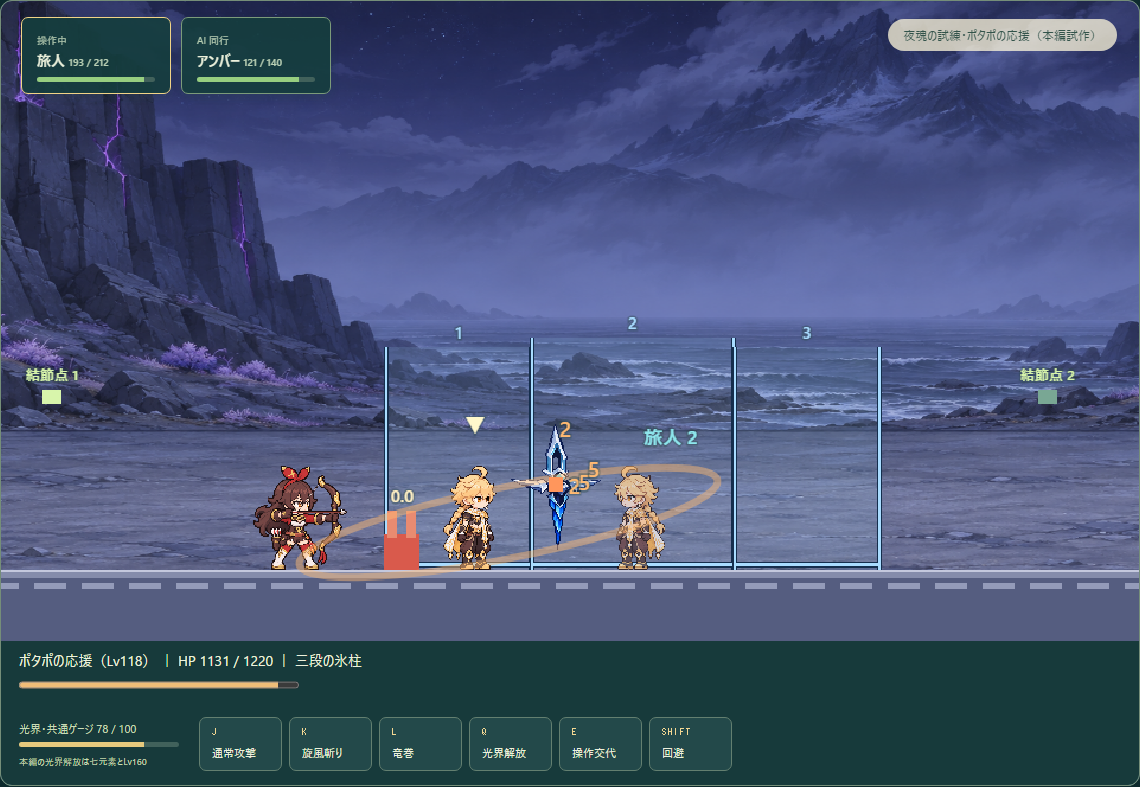 操作中
旅人 193 / 212
AI 同行
アンバー 121 / 140
夜魂の試練・ポタポの応援（本編試作）
1
2
3
結節点 1
結節点 2
2
旅人 2
5
25
0.0
ポタポの応援（Lv118） | HP 1131 / 1220 | 三段の氷柱
光界・共通ゲージ 78 / 100
本編の光界解放は七元素とLv160
J
通常攻撃
K
旋風斬り
L
竜巻
Q
光界解放
E
操作交代
SHIFT
回避